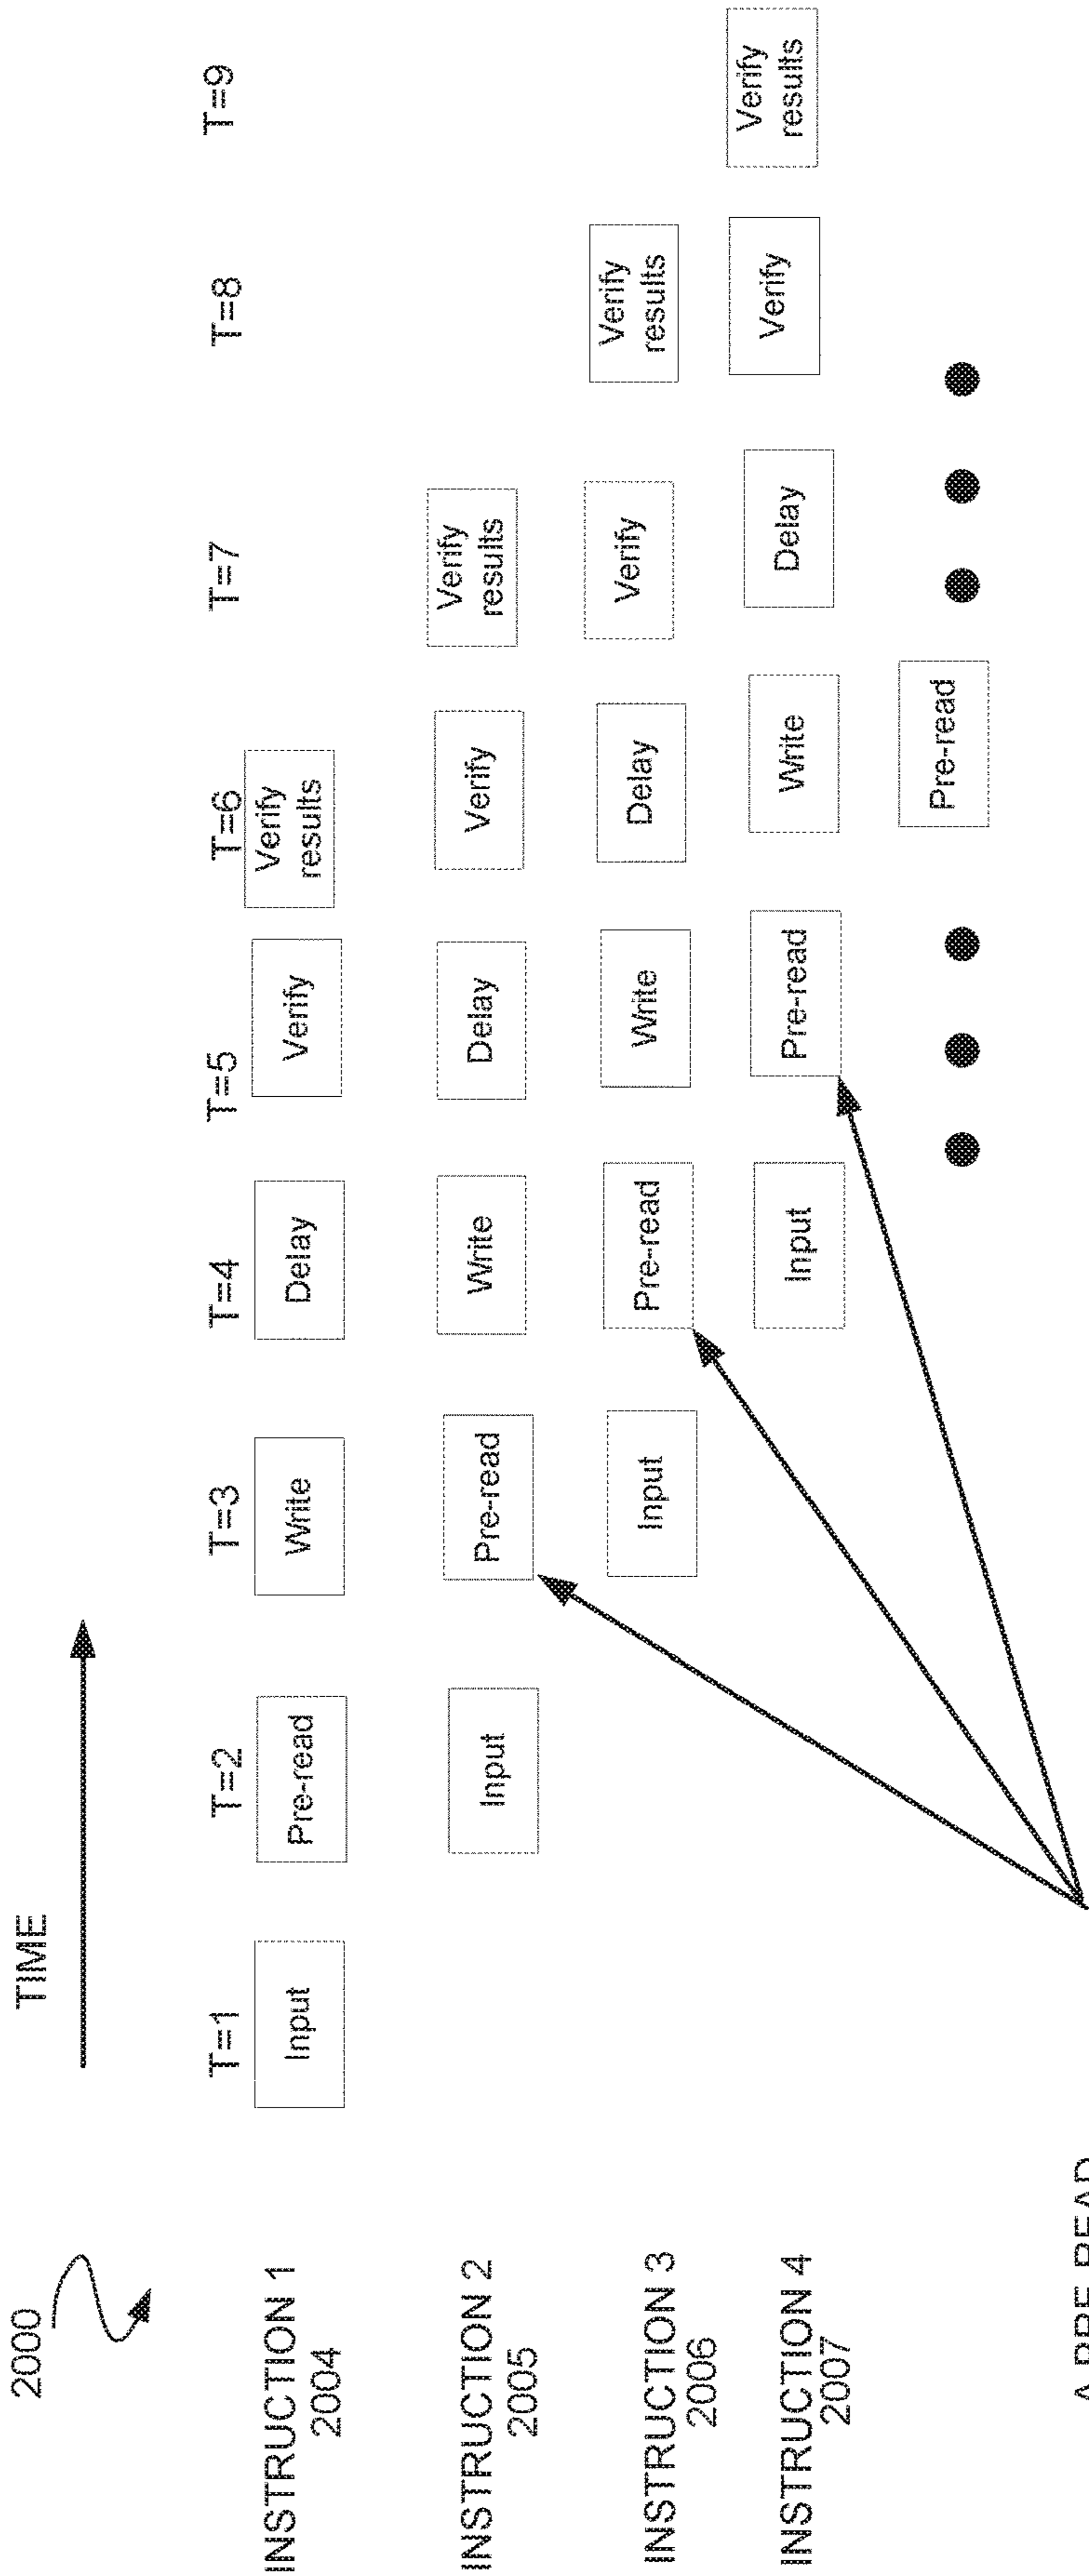 2000
TIME
T=1 T=2 T=3 T=4 T=5 T=6 T=7 T=8 T=9
INSTRUCTION 1
2004
Input Pre-read Write Delay Verify Verify
results
INSTRUCTION 2
2005
Input Pre-read Write Delay Verify Verify
results
INSTRUCTION 3
2006
Input Pre-read Write Delay Verify Verify
results
INSTRUCTION 4
2007
Input Pre-read Write Delay Verify Verify
results
Pre-read
A PRE-READ